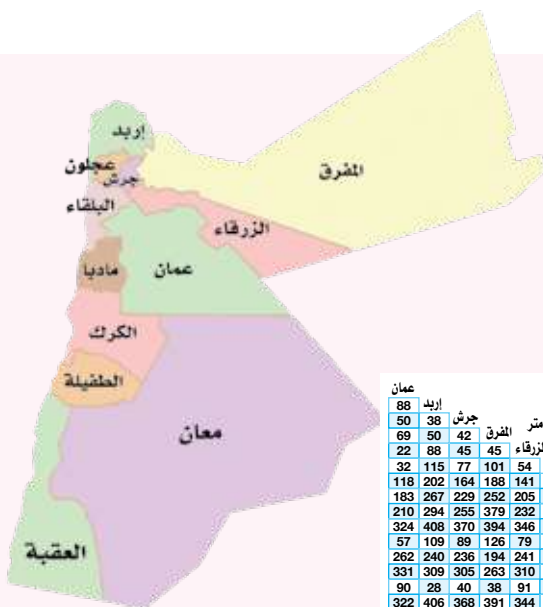 إربد
عجلون
جرش
المفرق
البلقاء
الزرقاء
مادبا
عمان
الكرك
الطفيلة
معان
العقبة
عمان
88 إربد
50 38 جرش
69 50 42 المفرق متر
22 88 45 45 الزرقاء
32 115 77 101 54
118 202 164 188 141
183 267 229 252 205
210 294 255 379 232
324 408 370 394 346
57 109 89 126 79
262 240 236 194 241
331 309 305 263 310
90 28 40 38 91
322 406 368 391 344